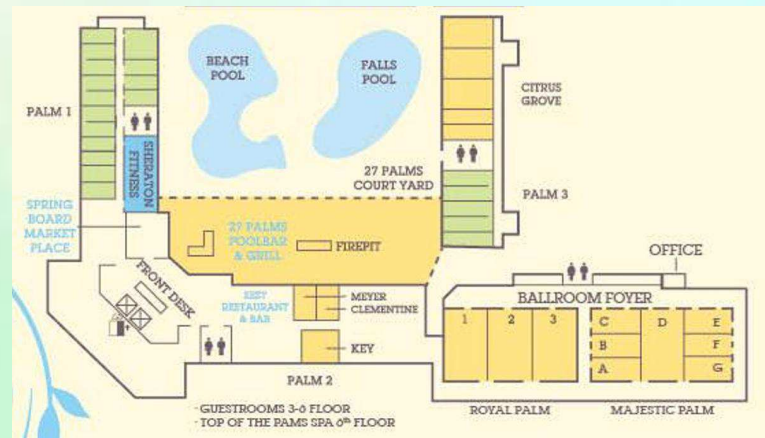 BEACH
POOL
FALLS
POOL
PALM 1
CITRUS
GROVE
SHERATON
FITNESS
27 PALMS
COURT YARD
PALM 3
SPRING
BOARD
MARKET
PLACE
27 PALMS
POOLBAR
& GRILL
FIREPIT
OFFICE
FRONT DESK
ZEST
RESTAURANT
& BAR
MEYER
CLEMENTINE
BALLROOM FOYER
1 2 3
C D E
B F
A G
KEY
PALM 2
ROYAL PALM
MAJESTIC PALM
· GUESTROOMS 3-6 FLOOR
· TOP OF THE PAMS SPA 6th FLOOR